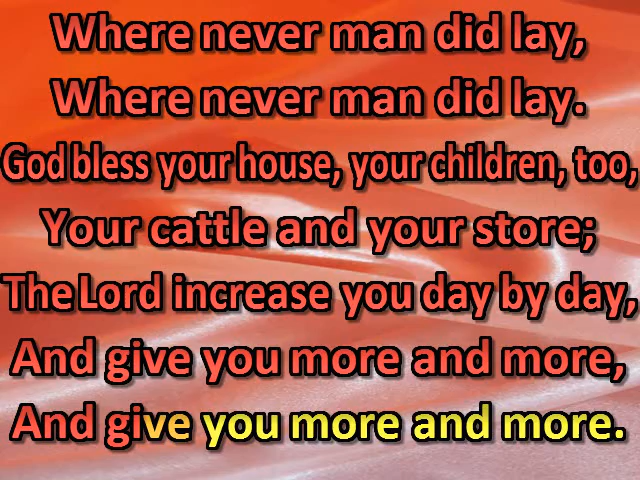 Where never man did lay,
Where never man did lay.
God bless your house, your children, too,
Your cattle and your store;
The Lord increase you day by day,
And give you more and more,
And give you more and more.